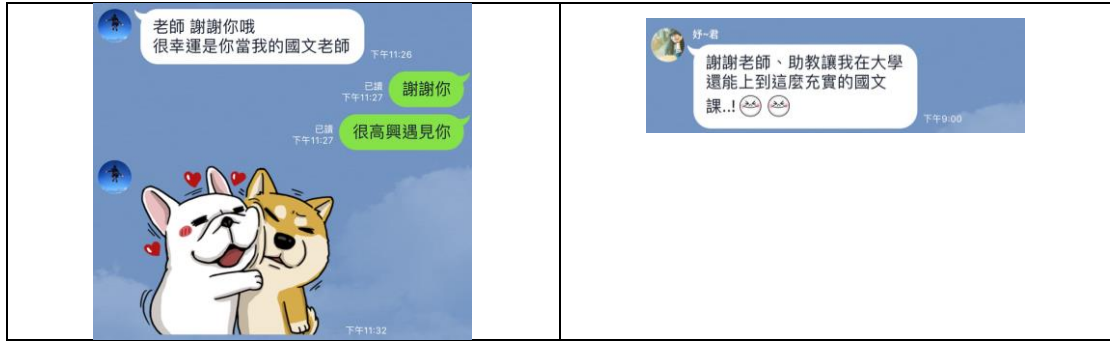 老師 謝謝你哦
很幸運是你當我的國文老師
下午11:26
已讀
下午11:27
謝謝你
已讀
下午11:27
很高興遇見你
下午11:32
妤~君
謝謝老師、助教讓我在大學
還能上到這麼充實的國文
課..!
下午9:00